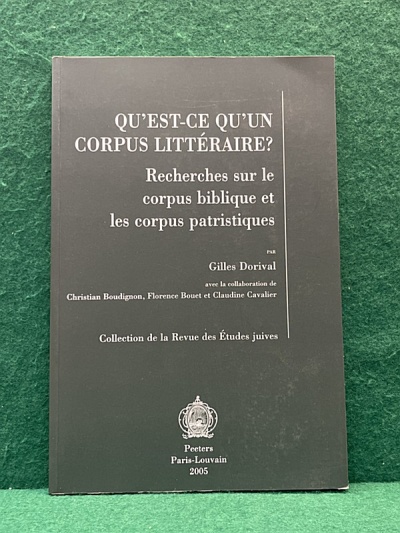 QU'EST-CE QU'UN
CORPUS LITTÉRAIRE?
Recherches sur le
corpus biblique et
les corpus patristiques
PAR
Gilles Dorival
avec la collaboration de
Christian Boudignon, Florence Bouet et Claudine Cavalier
Collection de la Revue des Études juives
Peeters
Paris-Louvain
2005